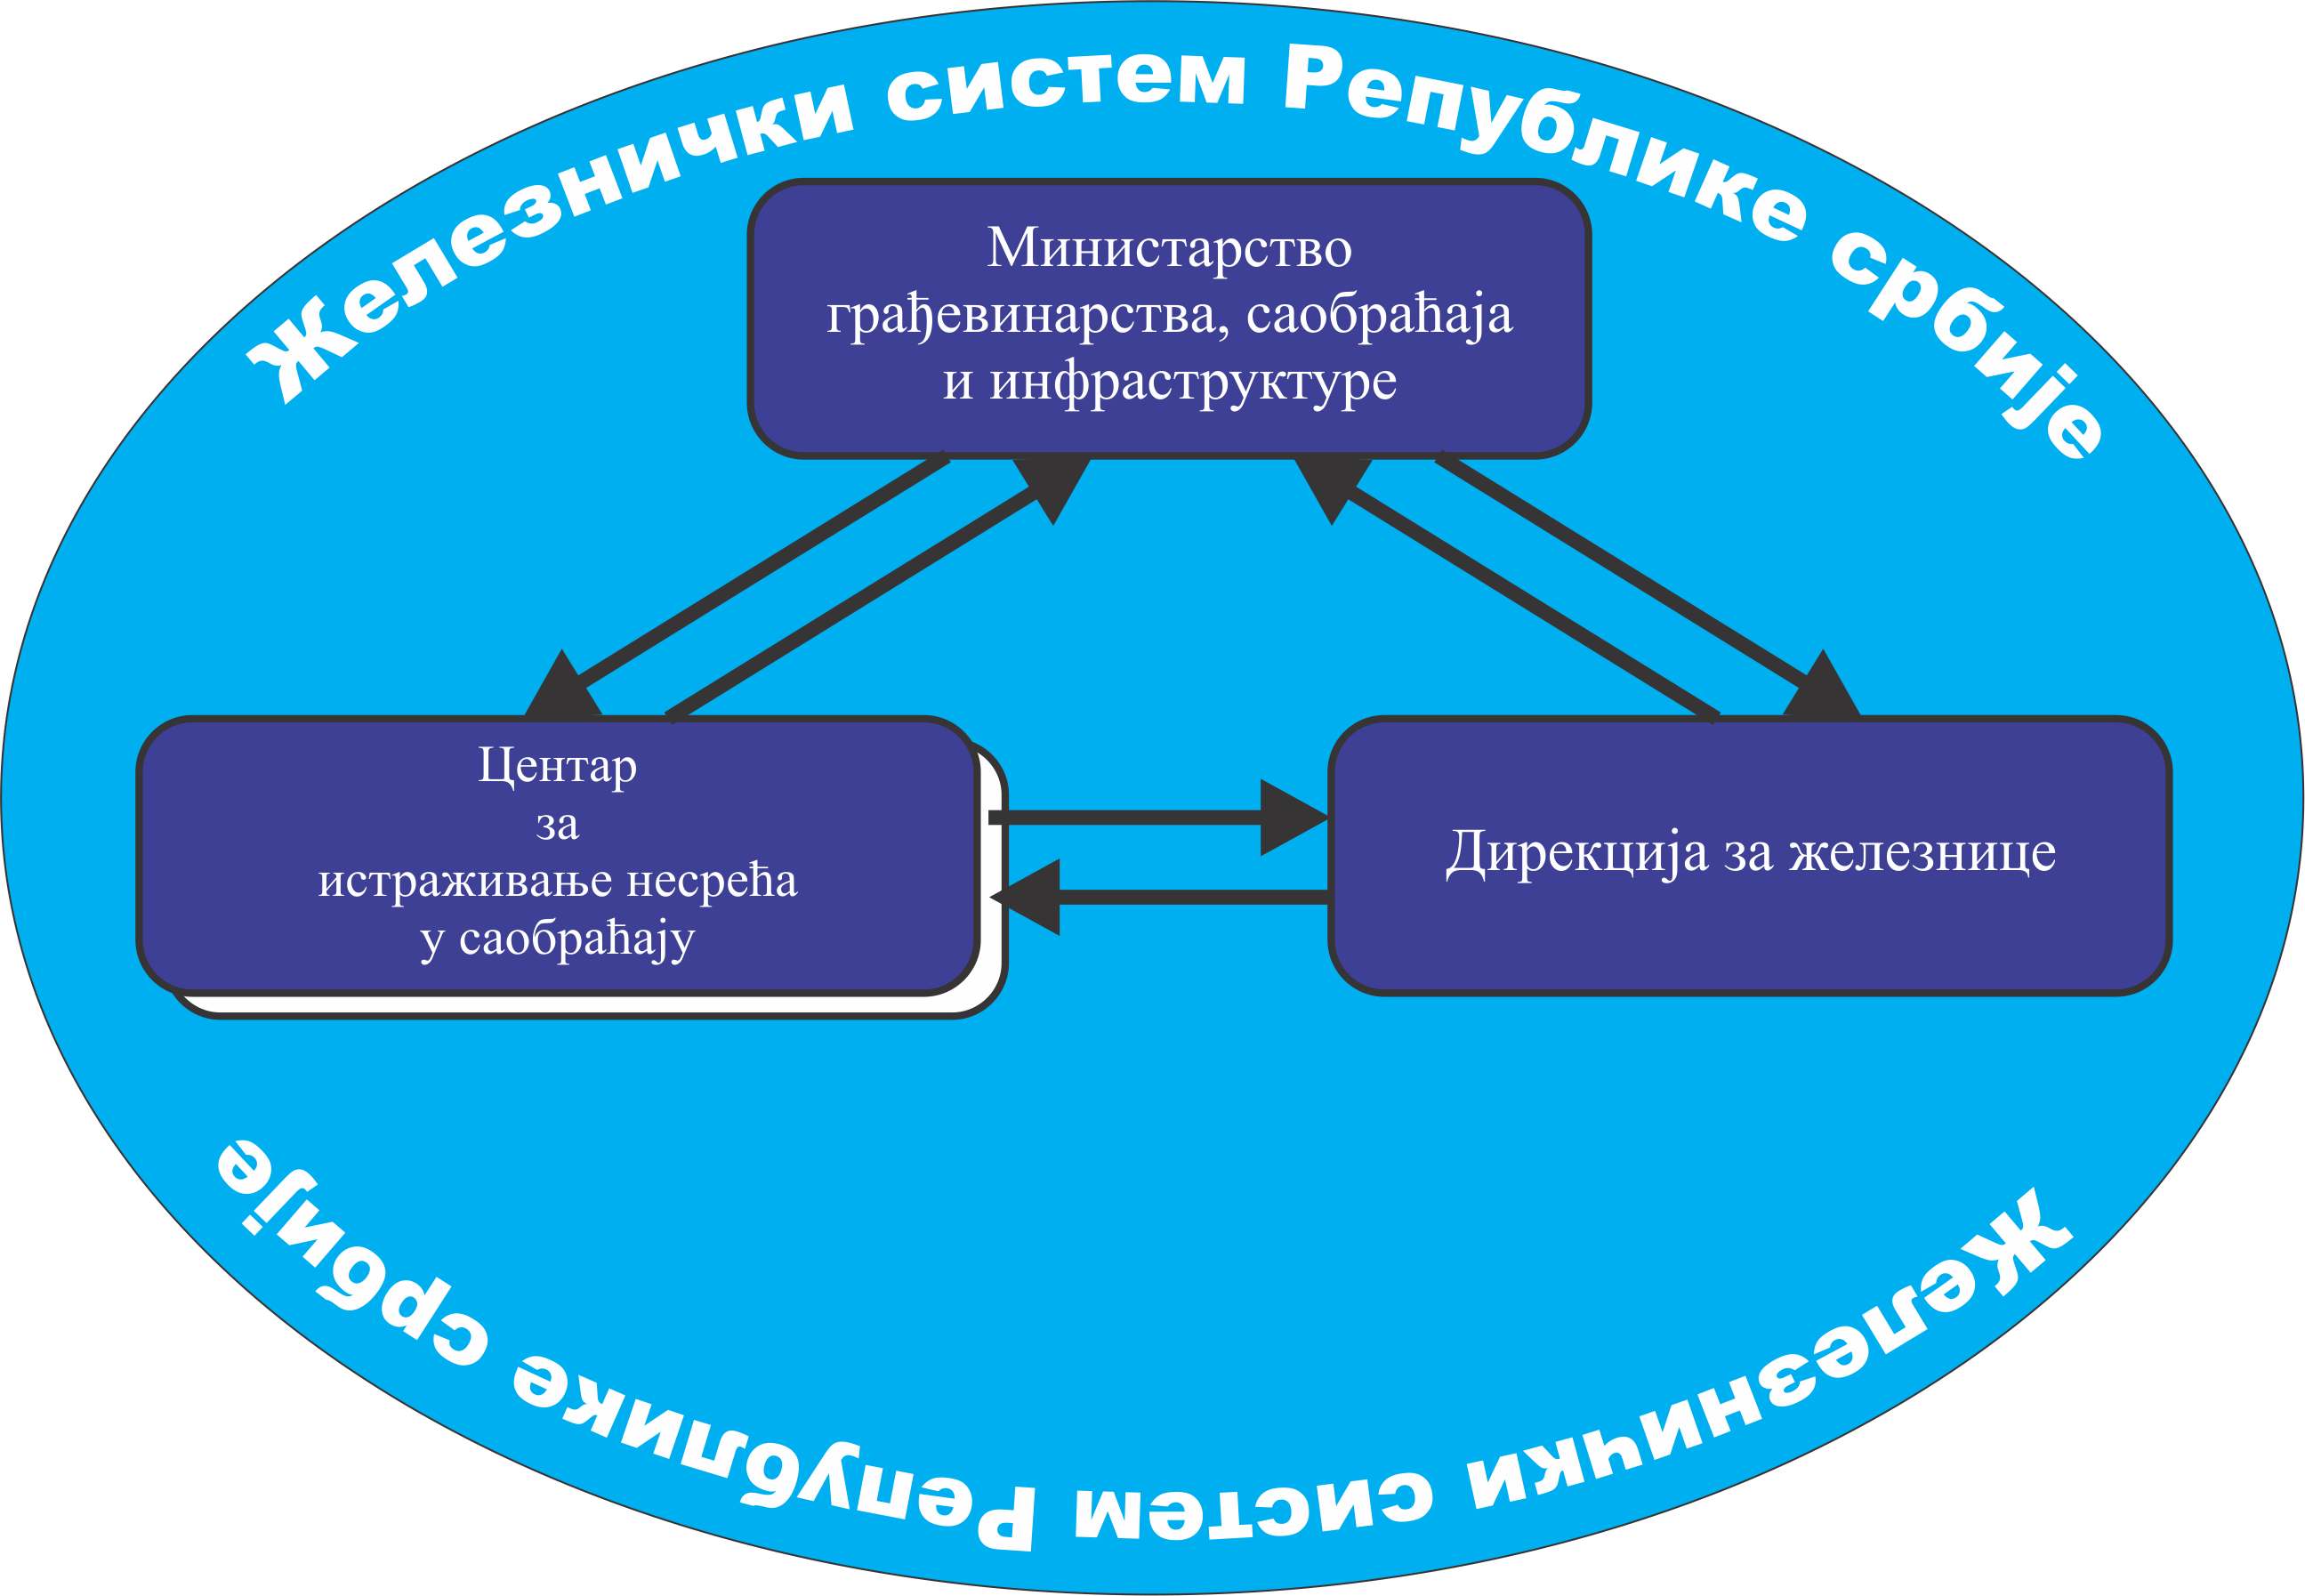 Железнички систем Републике србије
Министарство
грађевинарства, саобраћаја
и инфраструктуре
Центар
за
истраживање несрећа
у саобраћају
Дирекција за железнице
Железнички систем Републике србије